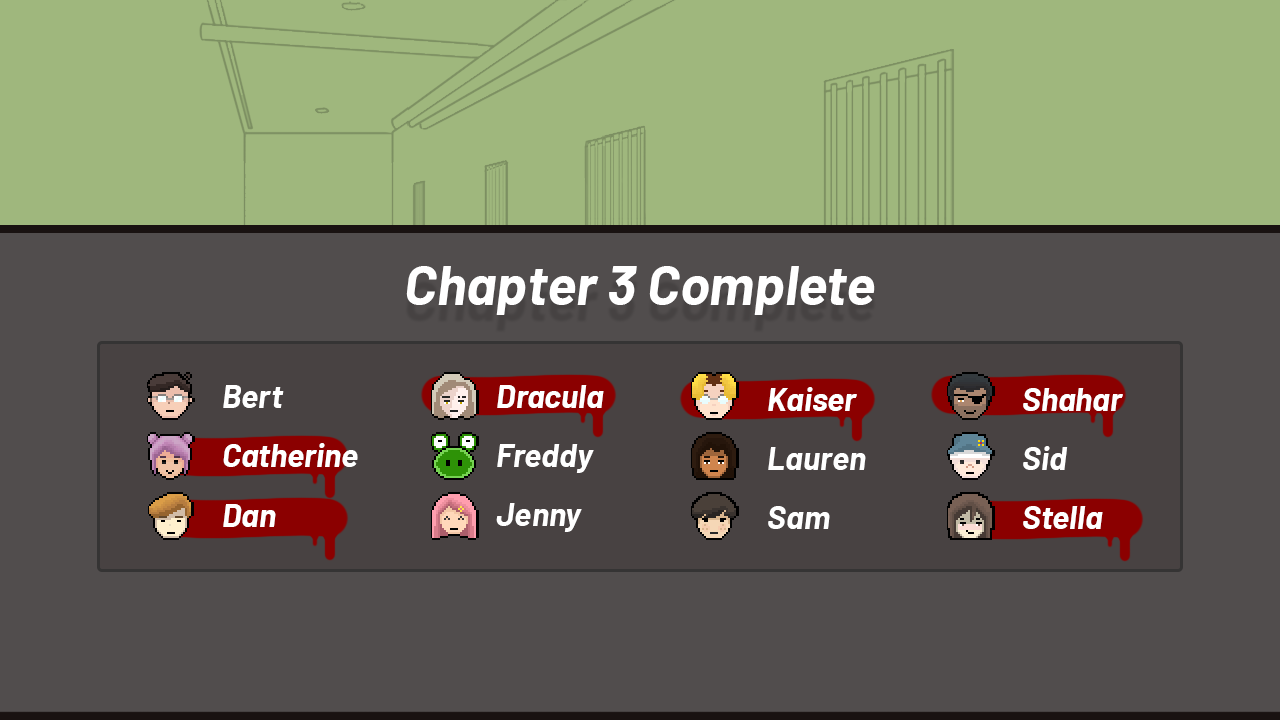 Chapter 3 Complete
Bert
Dracula
Kaiser
Shahar
Catherine
Freddy
Lauren
Sid
Dan
Jenny
Sam
Stella